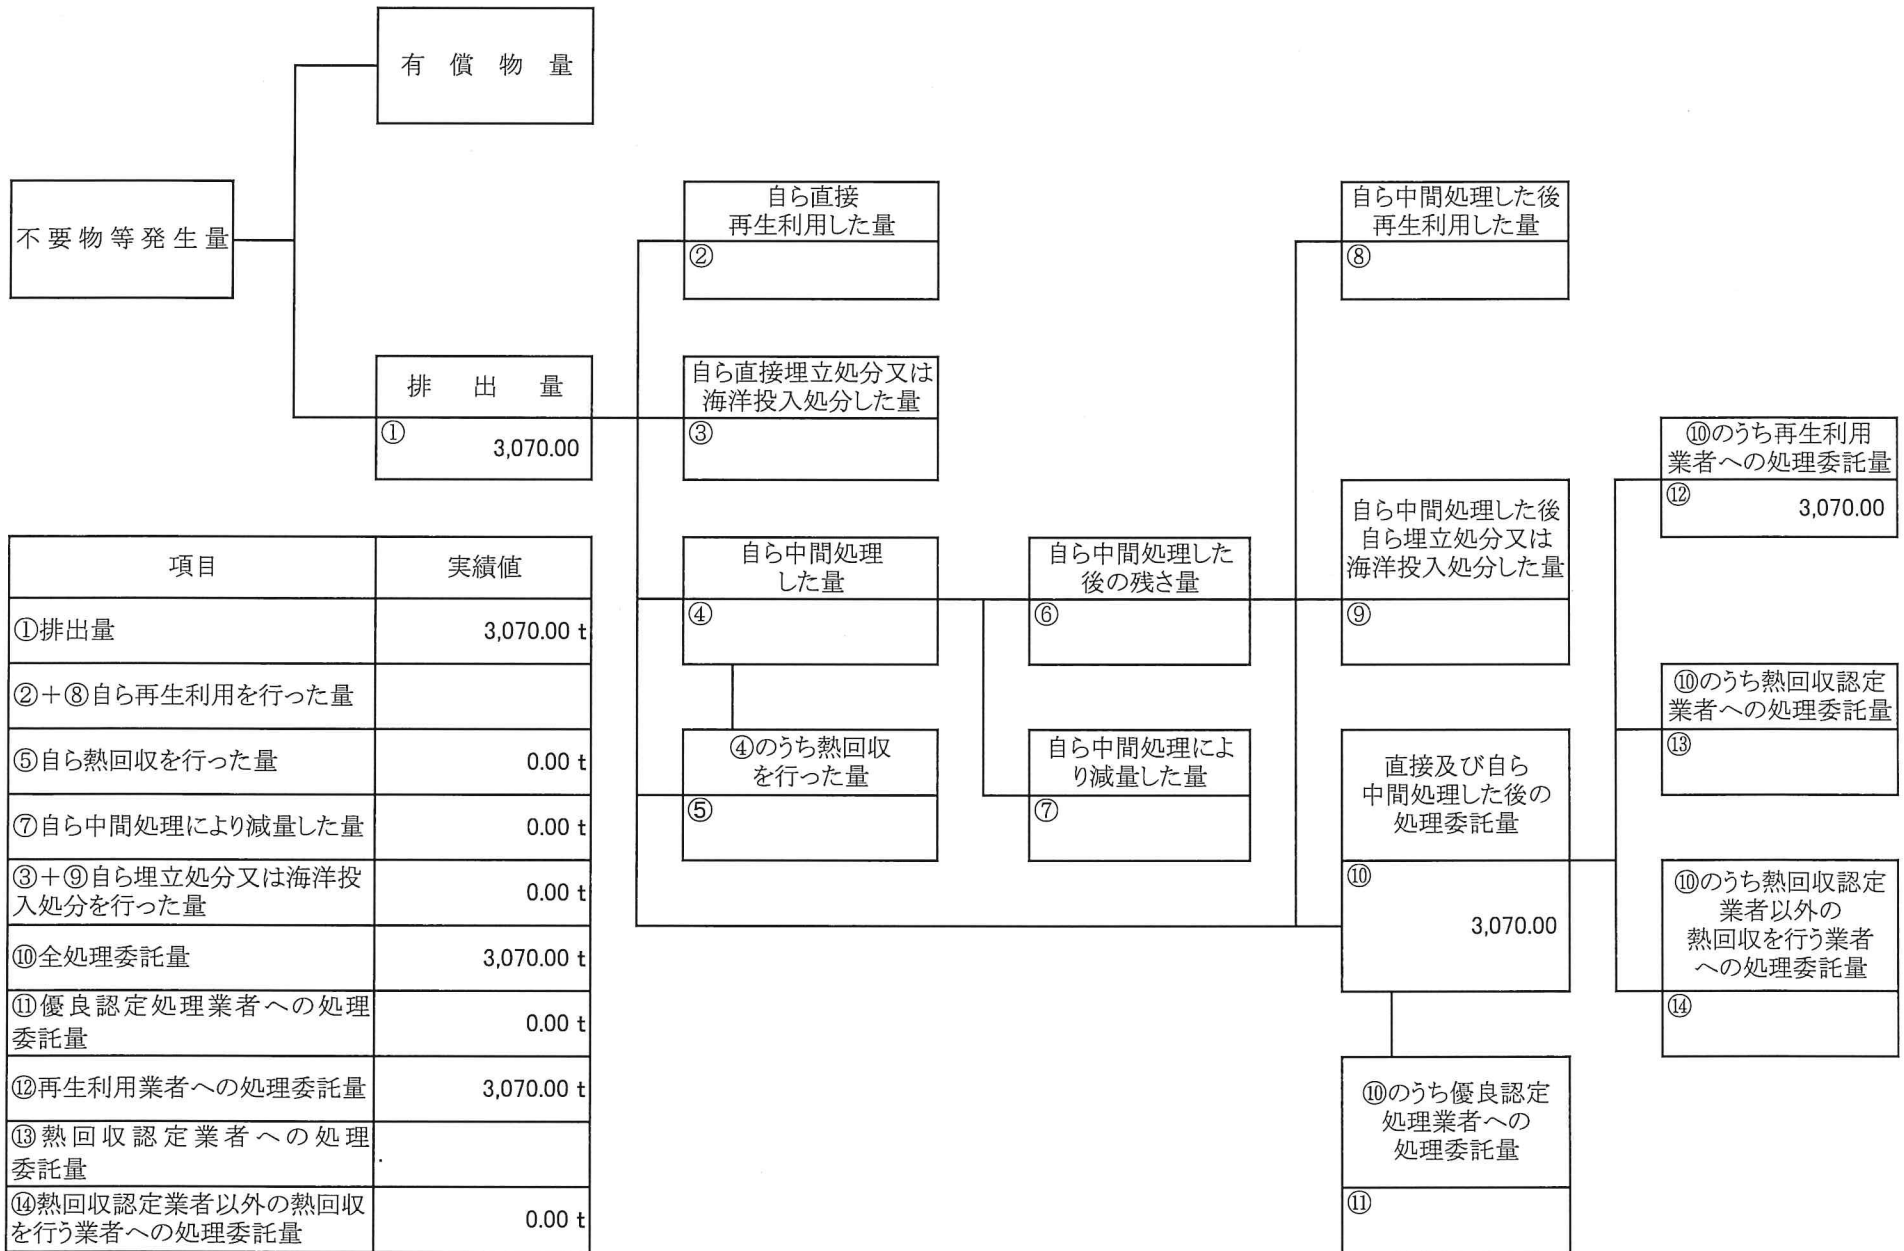 有償物量
不要物等発生量
排出量
① 3,070.00
自ら直接
再生利用した量
②
自ら直接埋立処分又は
海洋投入処分した量
③
自ら中間処理
した量
④
④のうち熱回収
を行った量
⑤
自ら中間処理した
後の残さ量
⑥
自ら中間処理によ
り減量した量
⑦
自ら中間処理した後
再生利用した量
⑧
自ら中間処理した後
自ら埋立処分又は
海洋投入処分した量
⑨
直接及び自ら
中間処理した後の
処理委託量
⑩
3,070.00
⑩のうち優良認定
処理業者への
処理委託量
⑪
⑩のうち再生利用
業者への処理委託量
⑫ 3,070.00
⑩のうち熱回収認定
業者への処理委託量
⑬
⑩のうち熱回収認定
業者以外の
熱回収を行う業者
への処理委託量
⑭
項目 実績値
①排出量 3,070.00 t
②+⑧自ら再生利用を行った量
⑤自ら熱回収を行った量 0.00 t
⑦自ら中間処理により減量した量 0.00 t
③+⑨自ら埋立処分又は海洋投
入処分を行った量 0.00 t
⑩全処理委託量 3,070.00 t
⑪優良認定処理業者への処理
委託量 0.00 t
⑫再生利用業者への処理委託量 3,070.00 t
⑬熱回収認定業者への処理
委託量
⑭熱回収認定業者以外の熱回収
を行う業者への処理委託量 0.00 t